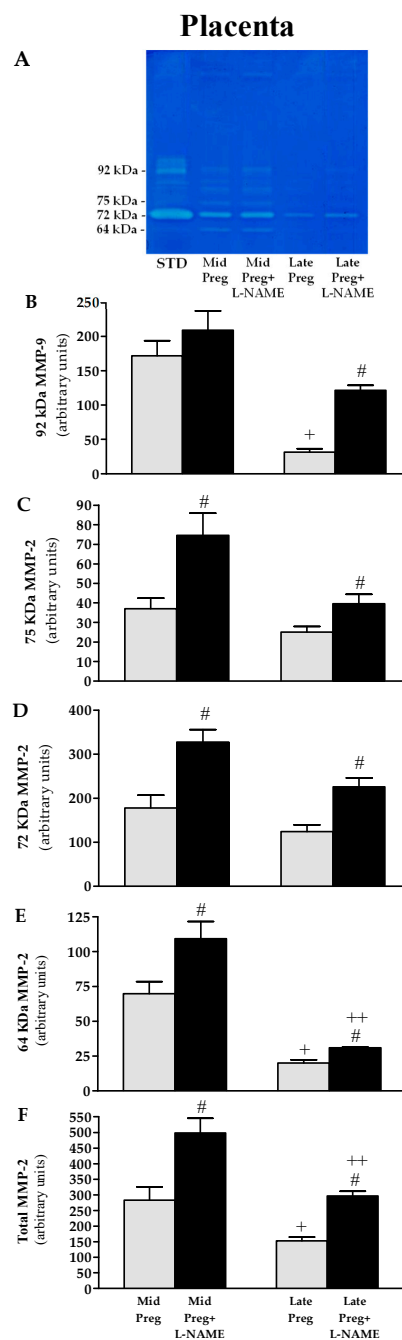 Placenta
A
92 kDa -
75 kDa -
72 kDa -
64 kDa -
STD
Mid
Preg
Mid
Preg+
L-NAME
Late
Preg
Late
Preg+
L-NAME
B
92 kDa MMP-9
(arbitrary units)
250
200
150
100
50
0
+
#
C
75 KDa MMP-2
(arbitrary units)
90
80
70
60
50
40
30
20
10
0
#
#
D
72 KDa MMP-2
(arbitrary units)
400
300
200
100
0
#
#
E
64 KDa MMP-2
(arbitrary units)
125
100
75
50
25
0
#
+
++
#
F
Total MMP-2
(arbitrary units)
550
500
450
400
350
300
250
200
150
100
50
0
#
+
++
#
Mid
Preg
Mid
Preg+
L-NAME
Late
Preg
Late
Preg+
L-NAME